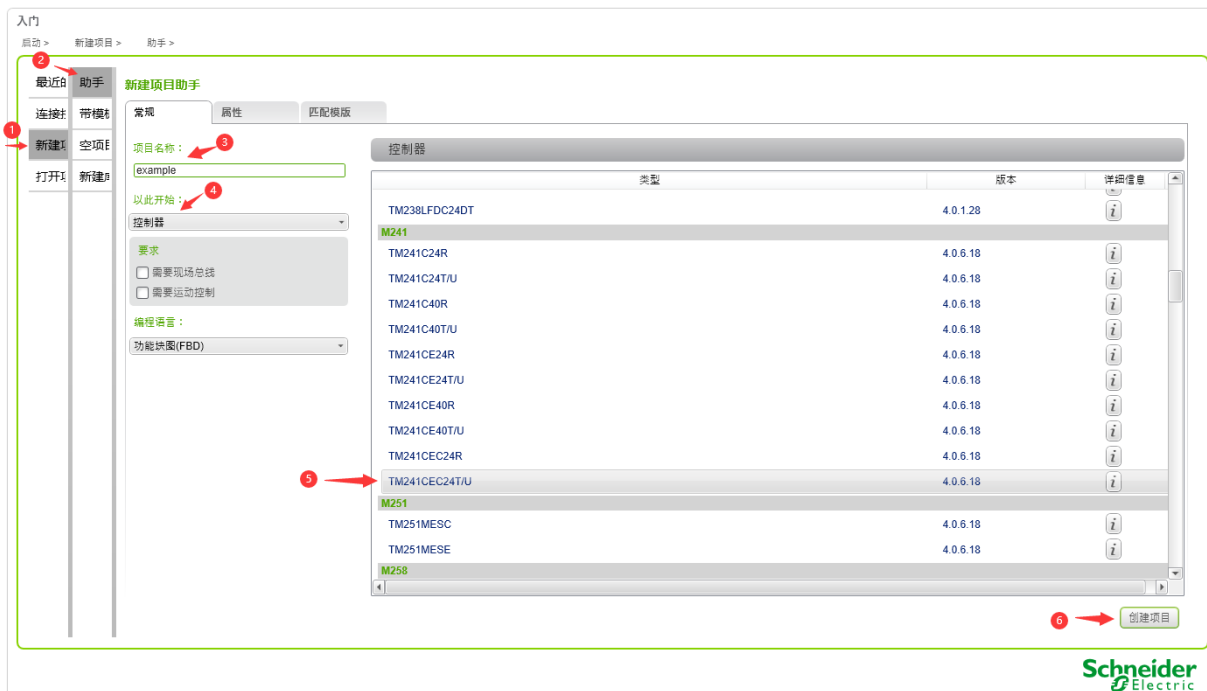 入门
启动 > 新建项目 > 助手 >
2
最近的 助手 新建项目助手
连接控 带模板 常规 属性 匹配模版
1
新建项 空项目 项目名称： 3 控制器
打开项 新建库 example 类型 版本 详细信息
以此开始： 4
控制器 TM238LFDC24DT 4.0.1.28
M241
要求 TM241C24R 4.0.6.18
需要现场总线 TM241C24T/U 4.0.6.18
需要运动控制 TM241C40R 4.0.6.18
编程语言： TM241C40T/U 4.0.6.18
功能块图(FBD) TM241CE24R 4.0.6.18
TM241CE24T/U 4.0.6.18
TM241CE40R 4.0.6.18
TM241CE40T/U 4.0.6.18
TM241CEC24R 4.0.6.18
5 TM241CEC24T/U 4.0.6.18
M251
TM251MESC 4.0.6.18
TM251MESE 4.0.6.18
M258
6 创建项目
Schneider
Electric